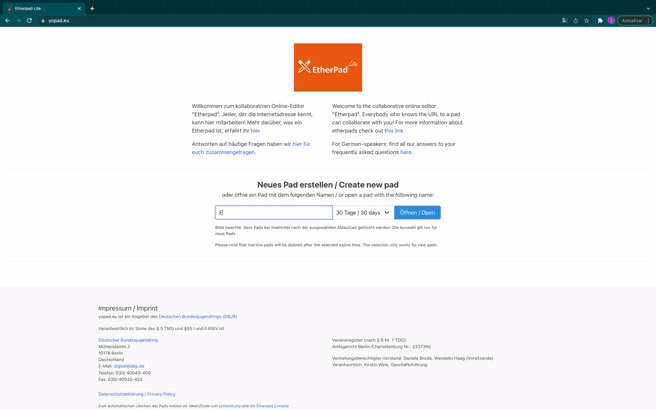 Etherpad Lite
yopad.eu
Actualizar
EtherPad Lite
Willkommen zum kollaborativen Online-Editor
"Etherpad". Jeder, der die Internetadresse kennt,
kann hier mitarbeiten! Mehr darüber, was ein
Etherpad ist, erfahrt ihr hier
Antworten auf häufige Fragen haben wir hier für
euch zusammengetragen.
Welcome to the collaborative online editor
"Etherpad". Everybody who knows the URL to a pad
can collaborate with you! For more information about
etherpads check out this link
For German-speakers: find all our answers to your
frequently asked questions here.
Neues Pad erstellen / Create new pad
oder öffne ein Pad mit dem folgenden Namen / or open a pad with the following name:
E
30 Tage / 30 days
Öffnen / Open
Bitte beachte, dass Pads bei Inaktivität nach der ausgewählten Ablaufzeit gelöscht werden. Die Auswahl gilt nur für
neue Pads.
Please note that inactive pads will be deleted after the selected expire time. The selection only works for new pads.
Impressum / Imprint
yopad.eu ist ein Angebot des Deutschen Bundesjugendrings (DBJR)
Verantwortlich im Sinne des § 5 TMG und §55 I und II RStV ist
Deutscher Bundesjugendring
Mühlendamm 3
10178 Berlin
Deutschland
E-Mail: digital@dbjr.de
Telefon: 030/ 40040-400
Fax: 030/ 40040-422
Vereinsregister (nach § 6 Nr. 1 TDG):
Amtsgericht Berlin-Charlottenburg Nr.: 23372Nz
Vertretungsberechtigter Vorstand: Daniela Broda, Wendelin Haag (Vorsitzende)
Verantwortlich: Kirstin Weis, Geschäftsführung
Datenschutzerklärung / Privacy Policy
Zum automatischen Löschen der Pads nutzen wir (den)Code von systemli.org und die Etherpad Console